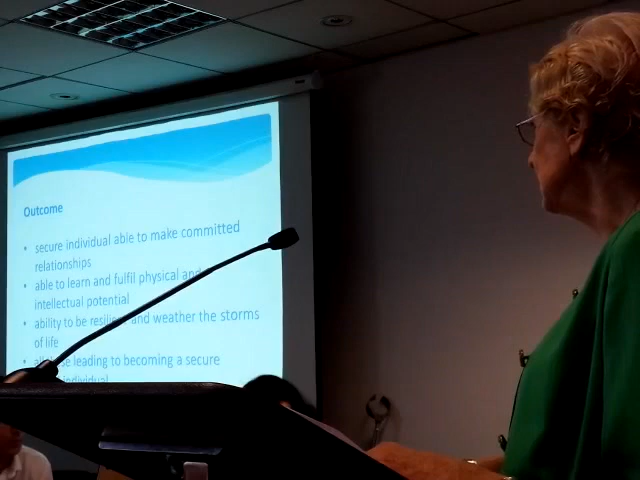 Outcome
• secure individual able to make committed
relationships
• able to learn and fulfil physical and
intellectual potential
• ability to be and weather the storms
of life
• leading to becoming a secure
individual